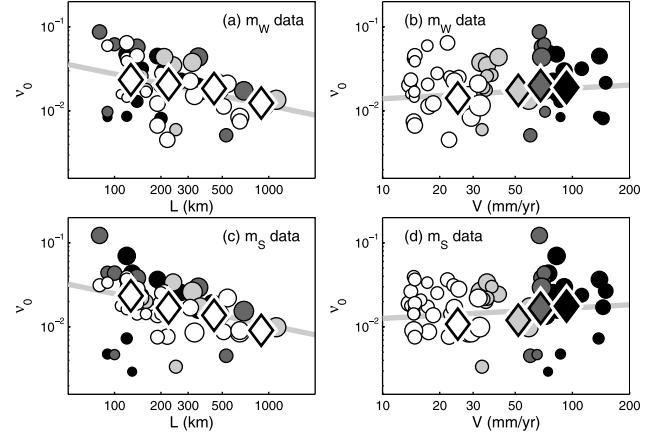 (a) m_W data
(b) m_W data
10⁻¹
10⁻¹
ν₀
ν₀
10⁻²
10⁻²
100 200 300 500 1000
10 20 50 100 200
L (km)
V (mm/yr)
(c) m_S data
(d) m_S data
10⁻¹
10⁻¹
ν₀
ν₀
10⁻²
10⁻²
100 200 300 500 1000
10 20 50 100 200
L (km)
V (mm/yr)